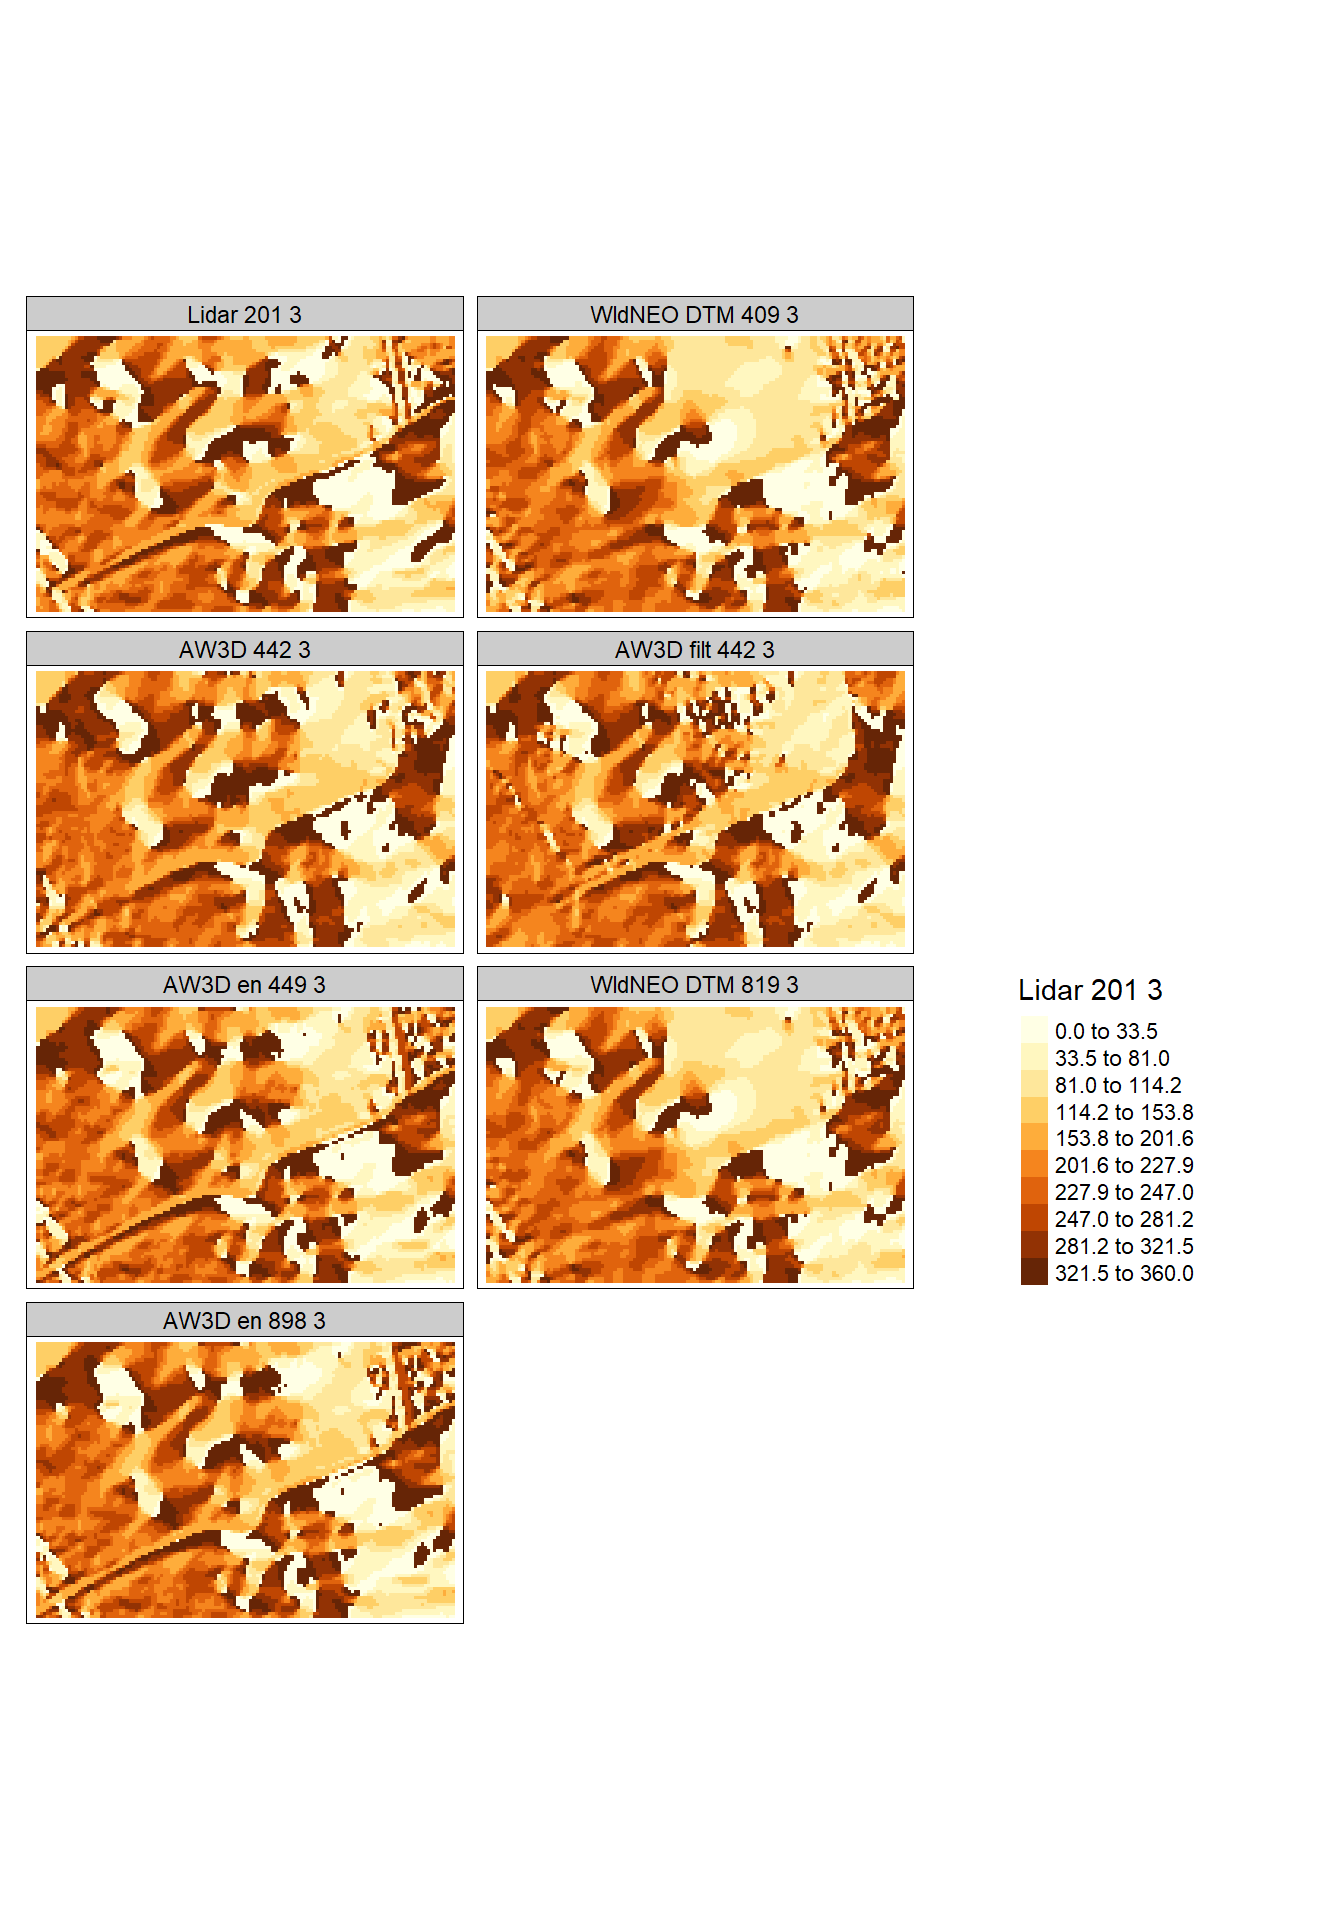 Lidar 201 3
WldNEO DTM 409 3
AW3D 442 3
AW3D filt 442 3
AW3D en 449 3
WldNEO DTM 819 3
AW3D en 898 3
Lidar 201 3
0.0 to 33.5
33.5 to 81.0
81.0 to 114.2
114.2 to 153.8
153.8 to 201.6
201.6 to 227.9
227.9 to 247.0
247.0 to 281.2
281.2 to 321.5
321.5 to 360.0